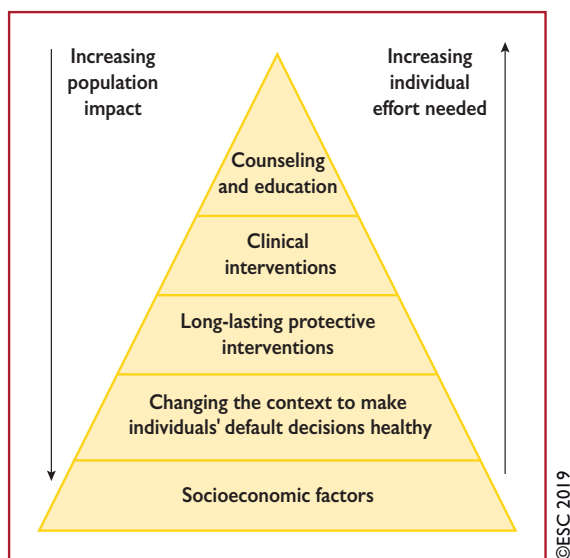 Increasing
population
impact
Increasing
individual
effort needed
Counseling
and education
Clinical
interventions
Long-lasting protective
interventions
Changing the context to make
individuals' default decisions healthy
Socioeconomic factors
©ESC 2019